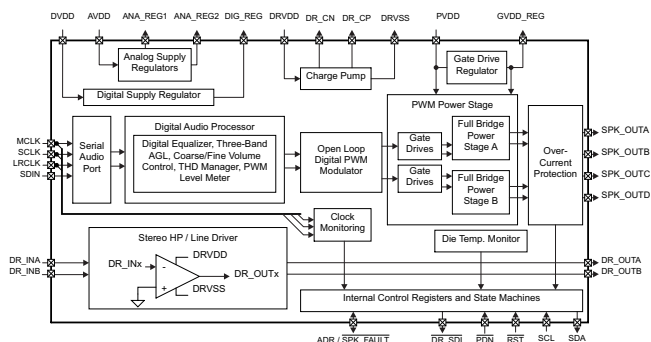 DVDD AVDD ANA_REG1 ANA_REG2 DIG_REG DRVDD DR_CN DR_CP DRVSS PVDD GVDD_REG
Analog Supply
Regulators
Charge Pump
Gate Drive
Regulator
Digital Supply Regulator
MCLK
SCLK
LRCLK
SDIN
Serial
Audio
Port
Digital Audio Processor
Digital Equalizer, Three-Band
AGL, Coarse/Fine Volume
Control, THD Manager, PWM
Level Meter
Open Loop
Digital PWM
Modulator
PWM Power Stage
Gate
Drives
Full Bridge
Power
Stage A
Gate
Drives
Full Bridge
Power
Stage B
Over-
Current
Protection
SPK_OUTA
SPK_OUTB
SPK_OUTC
SPK_OUTD
Clock
Monitoring
Die Temp. Monitor
DR_INA
DR_INB
Stereo HP / Line Driver
DR_INx
-
+
DRVDD
DRVSS
DR_OUTx
DR_OUTA
DR_OUTB
Internal Control Registers and State Machines
ADR / SPK_FAULT DR_SDI PDN RST SCL SDA